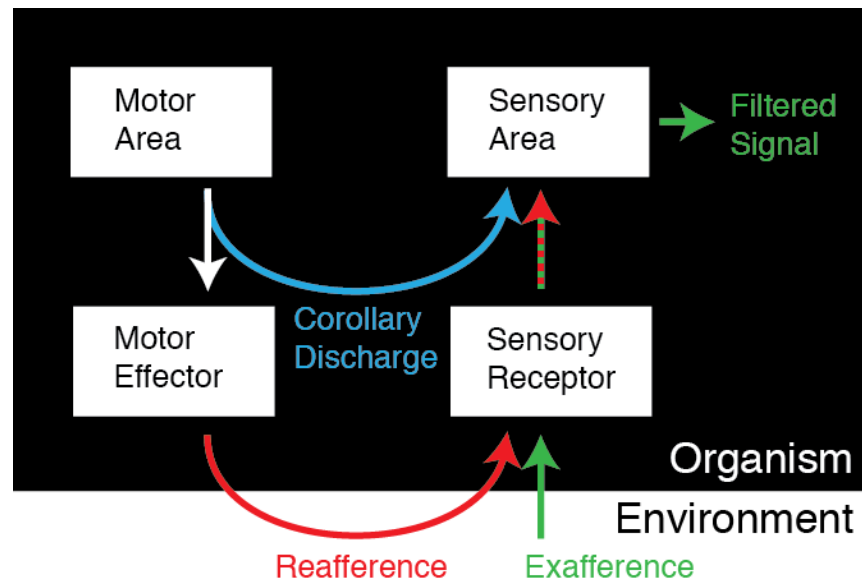 Motor
Area
Sensory
Area
Filtered
Signal
Corollary
Discharge
Motor
Effector
Sensory
Receptor
Organism
Environment
Reafference
Exafference